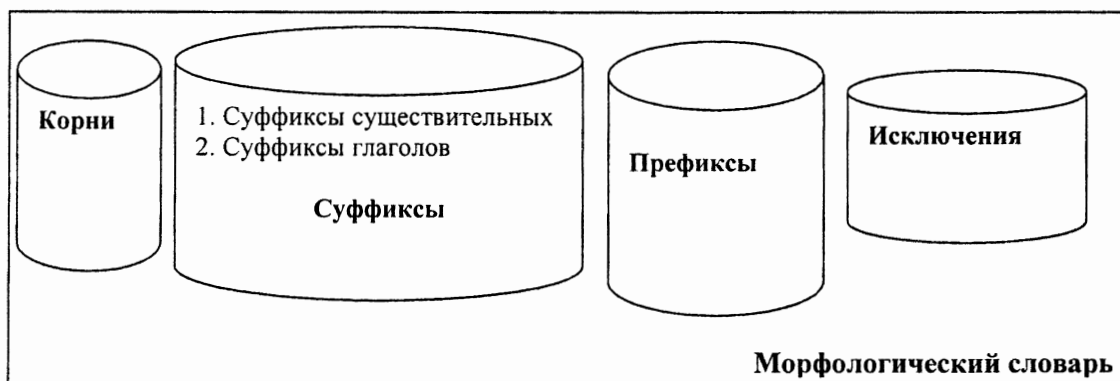 Корни
1. Суффиксы существительных
2. Суффиксы глаголов
Суффиксы
Префиксы
Исключения
Морфологический словарь